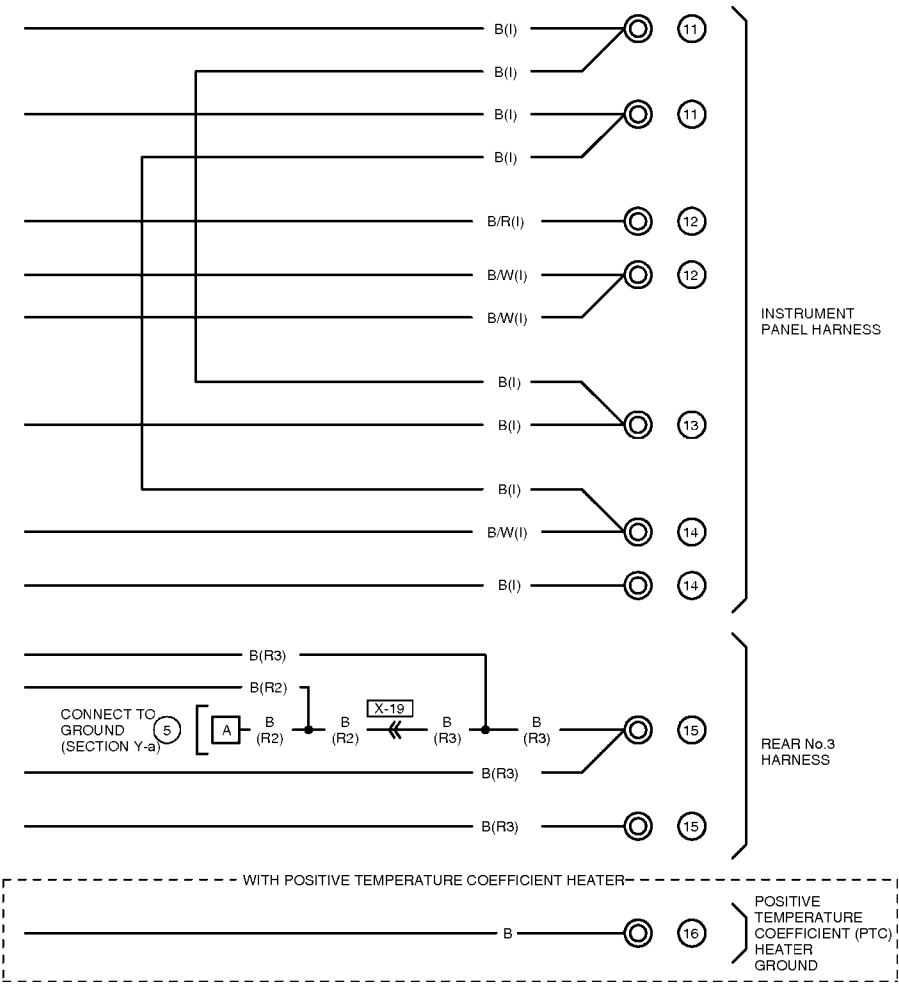 B(I) 11
B(I)
B(I) 11
B(I)
B/R(I) 12
B/W(I) 12
B/W(I)
INSTRUMENT
PANEL HARNESS
B(I)
B(I) 13
B(I)
B/W(I) 14
B(I) 14
B(R3)
B(R2)
CONNECT TO
GROUND
(SECTION Y-a)
5
A
B
(R2)
B
(R2)
X-19
B
(R3)
B
(R3)
15
B(R3)
REAR No.3
HARNESS
B(R3) 15
WITH POSITIVE TEMPERATURE COEFFICIENT HEATER
B 16
POSITIVE
TEMPERATURE
COEFFICIENT (PTC)
HEATER
GROUND